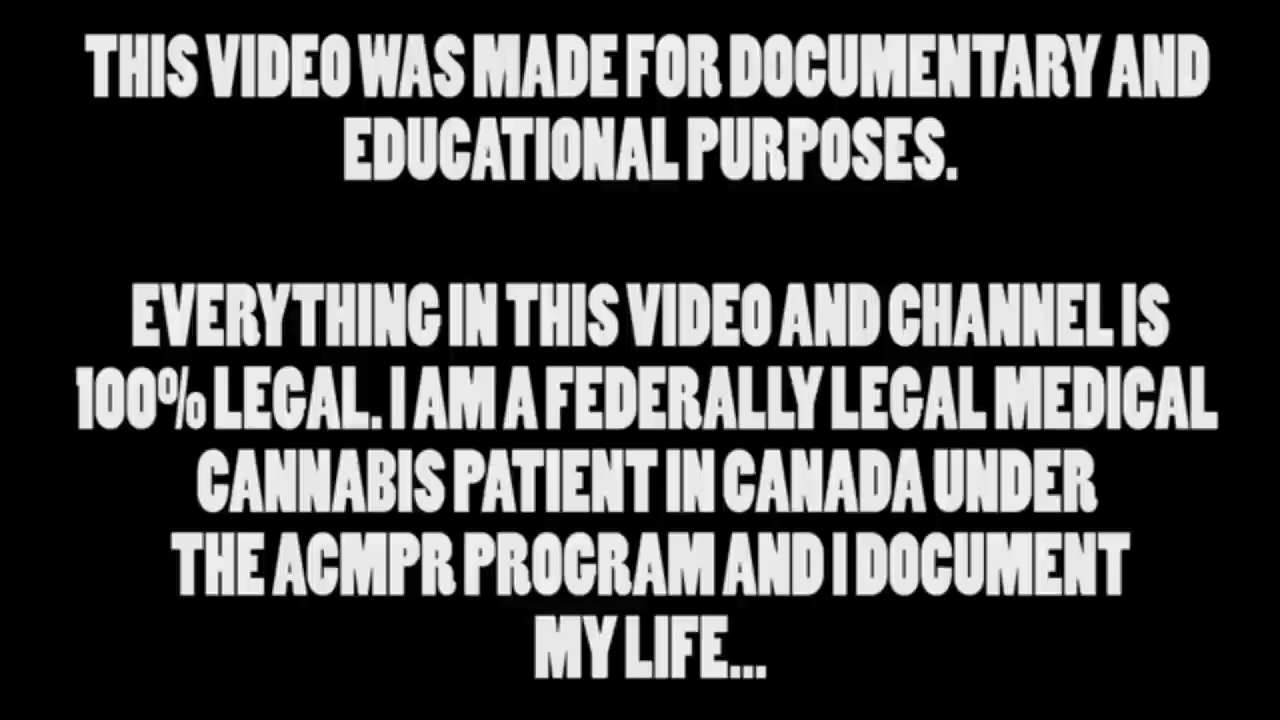 THIS VIDEO WAS MADE FOR DOCUMENTARY AND
EDUCATIONAL PURPOSES.
EVERYTHING IN THIS VIDEO AND CHANNEL IS
100% LEGAL. I AM A FEDERALLY LEGAL MEDICAL
CANNABIS PATIENT IN CANADA UNDER
THE ACMPR PROGRAM AND I DOCUMENT
MY LIFE...